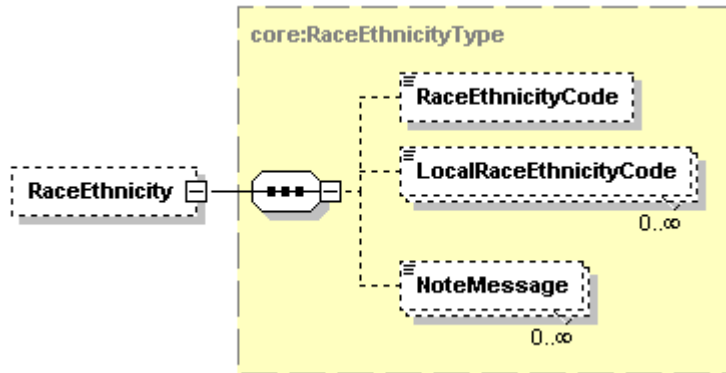 core:RaceEthnicityType
RaceEthnicityCode
LocalRaceEthnicityCode
0..∞
RaceEthnicity
NoteMessage
0..∞